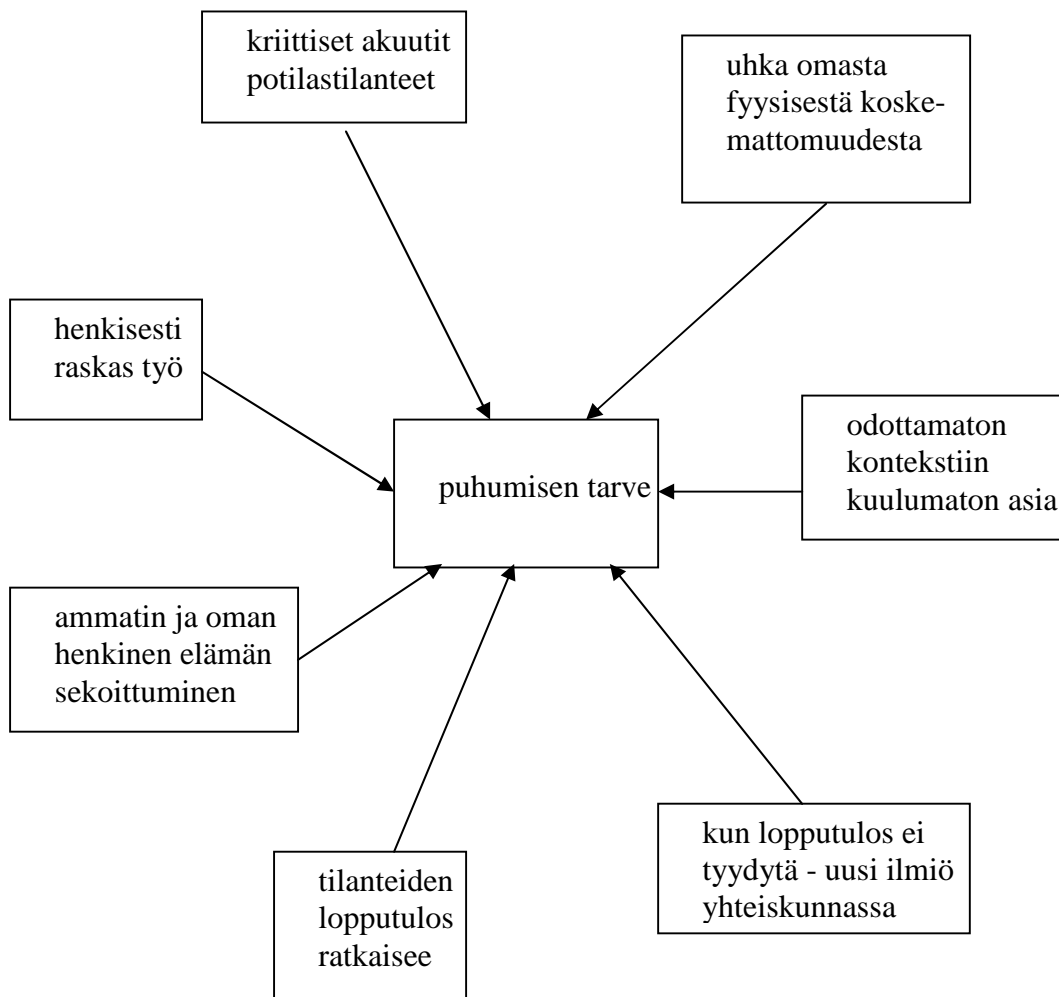 kriittiset akuutit
potilastilanteet
uhka omasta
fyysisestä koske-
mattomuudesta
henkisesti
raskas työ
odottamaton
kontekstiin
kuulumaton asia
puhumisen tarve
ammatin ja oman
henkinen elämän
sekoittuminen
kun lopputulos ei
tyydytä - uusi ilmiö
yhteiskunnassa
tilanteiden
lopputulos
ratkaisee